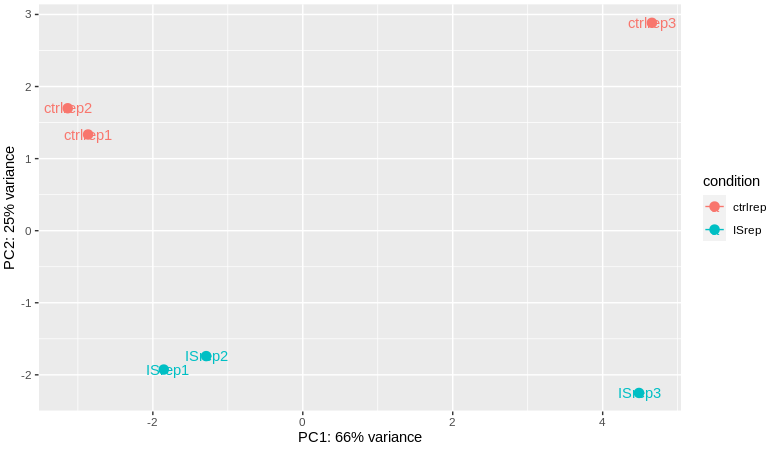 3
2
1
0
-1
-2
PC2: 25% variance
ctrlrep3
ctrlrep2
ctrlrep1
ISrep2
ISrep1
ISrep3
-2
0
2
4
PC1: 66% variance
condition
ctrlrep
ISrep